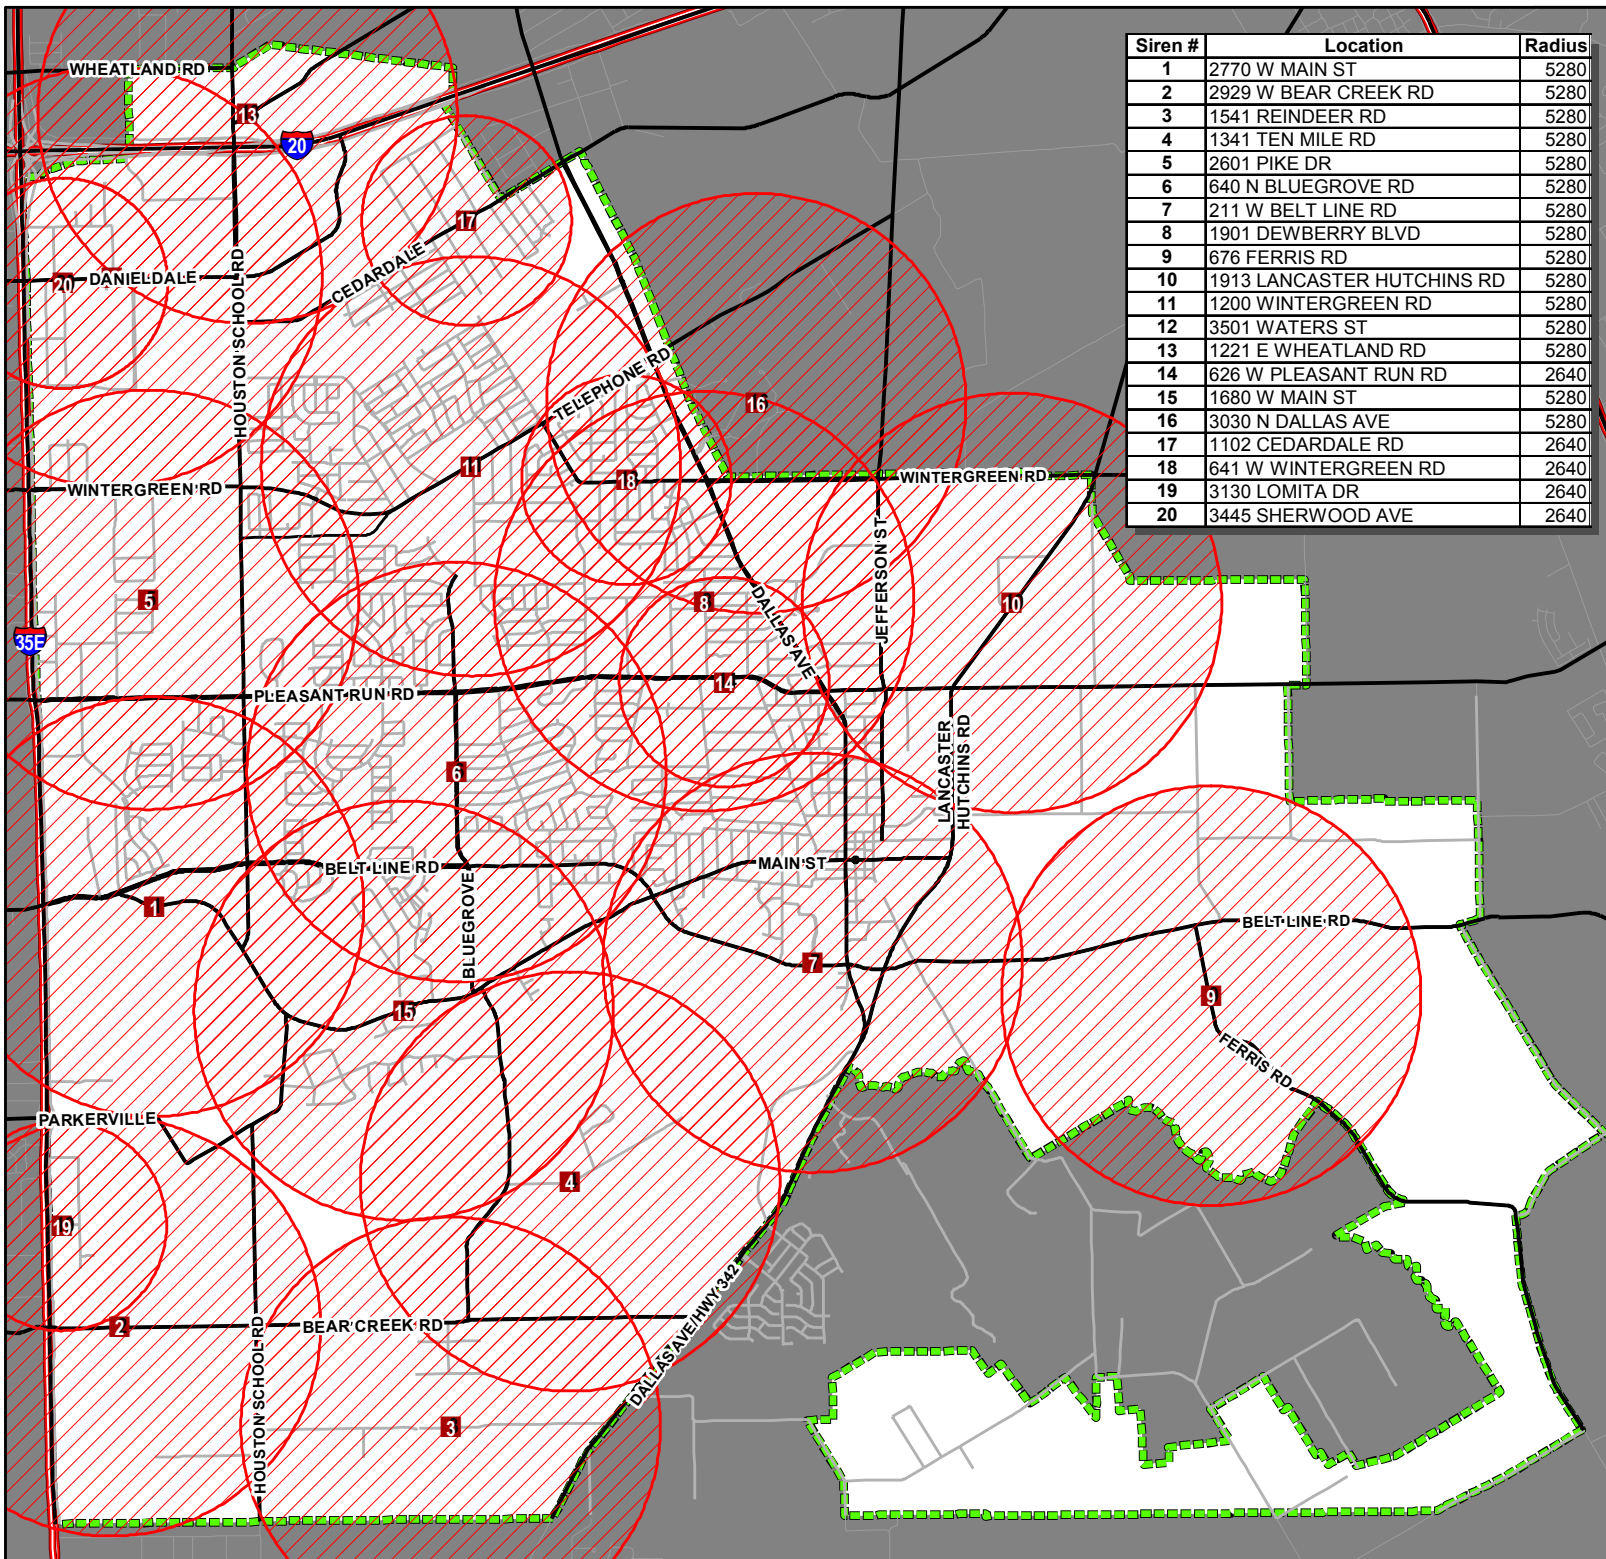 Siren # Location Radius
1 2770 W MAIN ST 5280
2 2929 W BEAR CREEK RD 5280
3 1541 REINDEER RD 5280
4 1341 TEN MILE RD 5280
5 2601 PIKE DR 5280
6 640 N BLUEGROVE RD 5280
7 211 W BELT LINE RD 5280
8 1901 DEWBERRY BLVD 5280
9 676 FERRIS RD 5280
10 1913 LANCASTER HUTCHINS RD 5280
11 1200 WINTERGREEN RD 5280
12 3501 WATERS ST 5280
13 1221 E WHEATLAND RD 5280
14 626 W PLEASANT RUN RD 2640
15 1680 W MAIN ST 5280
16 3030 N DALLAS AVE 5280
17 1102 CEDARDALE RD 2640
18 641 W WINTERGREEN RD 2640
19 3130 LOMITA DR 2640
20 3445 SHERWOOD AVE 2640
WHEATLAND RD
13
20
17
CEDARDALE
20
DANIELDALE
HOUSTON SCHOOL RD
TELEPHONE RD
16
11
18
WINTERGREEN RD
WINTERGREEN RD
5
8
10
JEFFERSON ST
DALLAS AVE
35E
PLEASANT RUN RD
14
LANCASTER
HUTCHINS RD
6
BELT LINE RD
MAIN ST
1
BLUEGROVE
BELT LINE RD
7
9
15
FERRIS RD
PARKERVILLE
4
19
2
BEAR CREEK RD
DALLAS AVE/HWY 342
HOUSTON SCHOOL RD
3